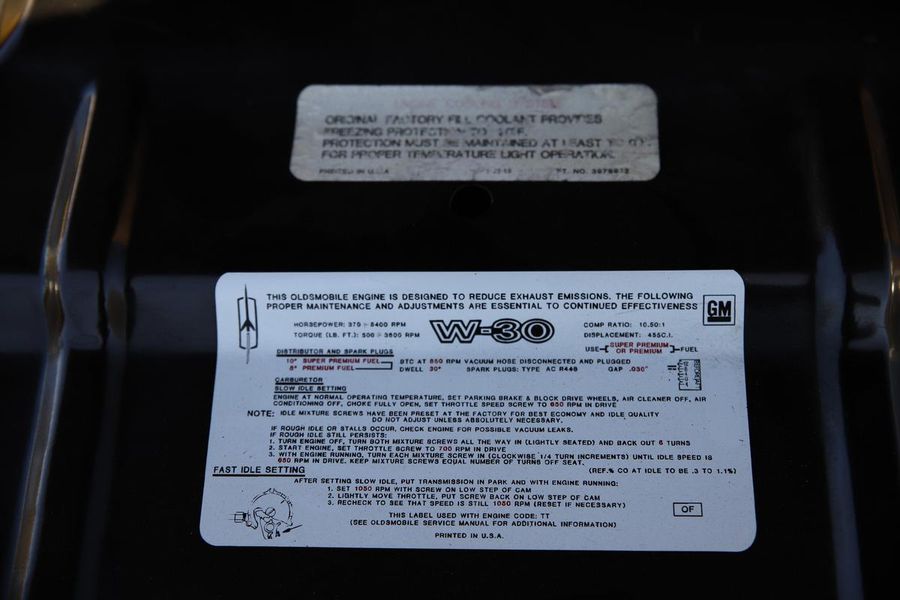 ENGINE COOLING SYSTEM
ORIGINAL FACTORY FILL COOLANT PROVIDES
FREEZING PROTECTION TO
PROTECTION MUST BE MAINTAINED AT LEAST TO
FOR PROPER TEMPERATURE LIGHT OPERATION.
PRINTED IN U.S.A. PT. NO.
THIS OLDSMOBILE ENGINE IS DESIGNED TO REDUCE EXHAUST EMISSIONS. THE FOLLOWING
PROPER MAINTENANCE AND ADJUSTMENTS ARE ESSENTIAL TO CONTINUED EFFECTIVENESS
GM
HORSEPOWER: 370 @ 5400 RPM
TORQUE (LB. FT.): 500 @ 3600 RPM
W-30
COMP RATIO: 10.50:1
DISPLACEMENT: 455C.I.
USE SUPER PREMIUM OR PREMIUM FUEL
DISTRIBUTOR AND SPARK PLUGS
10° SUPER PREMIUM FUEL
8° PREMIUM FUEL
BTC AT 850 RPM VACUUM HOSE DISCONNECTED AND PLUGGED
DWELL 30° SPARK PLUGS: TYPE AC R44S GAP .030"
CARBURETOR
SLOW IDLE SETTING
ENGINE AT NORMAL OPERATING TEMPERATURE, SET PARKING BRAKE & BLOCK DRIVE WHEELS, AIR CLEANER OFF, AIR
CONDITIONING OFF, CHOKE FULLY OPEN, SET THROTTLE SPEED SCREW TO 650 RPM IN DRIVE
NOTE: IDLE MIXTURE SCREWS HAVE BEEN PRESET AT THE FACTORY FOR BEST ECONOMY AND IDLE QUALITY
DO NOT ADJUST UNLESS ABSOLUTELY NECESSARY.
IF ROUGH IDLE OR STALLS OCCUR, CHECK ENGINE FOR POSSIBLE VACUUM LEAKS.
IF ROUGH IDLE STILL PERSISTS:
1. TURN ENGINE OFF, TURN BOTH MIXTURE SCREWS ALL THE WAY IN (LIGHTLY SEATED) AND BACK OUT 6 TURNS
2. START ENGINE, SET THROTTLE SCREW TO 700 RPM IN DRIVE
3. WITH ENGINE RUNNING, TURN EACH MIXTURE SCREW IN (CLOCKWISE 1/4 TURN INCREMENTS) UNTIL IDLE SPEED IS
650 RPM IN DRIVE. KEEP MIXTURE SCREWS EQUAL NUMBER OF TURNS OFF SEAT.
(REF.% CO AT IDLE TO BE .3 TO 1.1%)
FAST IDLE SETTING
AFTER SETTING SLOW IDLE, PUT TRANSMISSION IN PARK AND WITH ENGINE RUNNING:
1. SET 1050 RPM WITH SCREW ON LOW STEP OF CAM
2. LIGHTLY MOVE THROTTLE, PUT SCREW BACK ON LOW STEP OF CAM
3. RECHECK TO SEE THAT SPEED IS STILL 1050 RPM (RESET IF NECESSARY)
OF
THIS LABEL USED WITH ENGINE CODE: TT
(SEE OLDSMOBILE SERVICE MANUAL FOR ADDITIONAL INFORMATION)
PRINTED IN U.S.A.